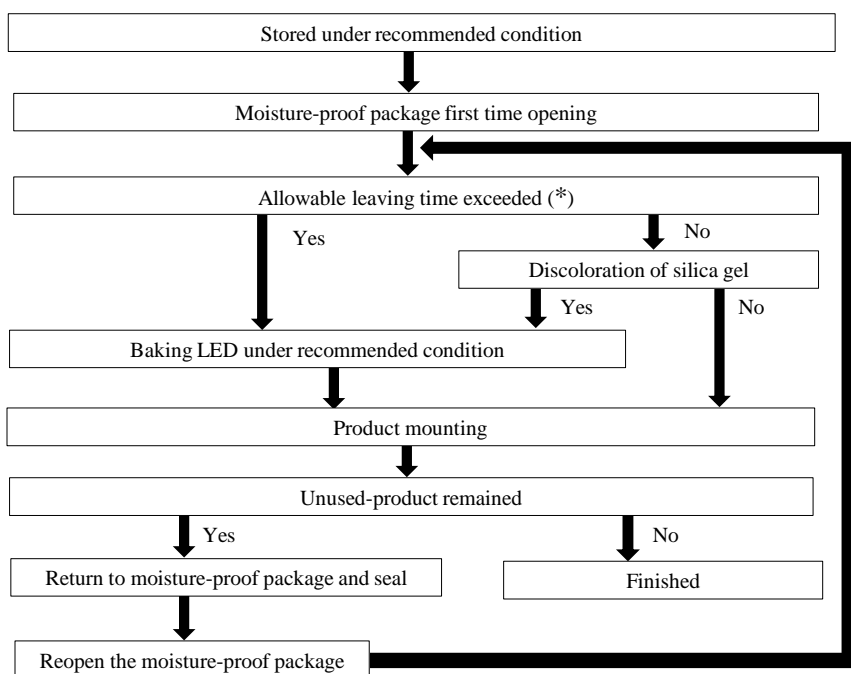 Stored under recommended condition
Moisture-proof package first time opening
Allowable leaving time exceeded (*)
Yes
No
Discoloration of silica gel
Yes
No
Baking LED under recommended condition
Product mounting
Unused-product remained
Yes
No
Return to moisture-proof package and seal
Finished
Reopen the moisture-proof package